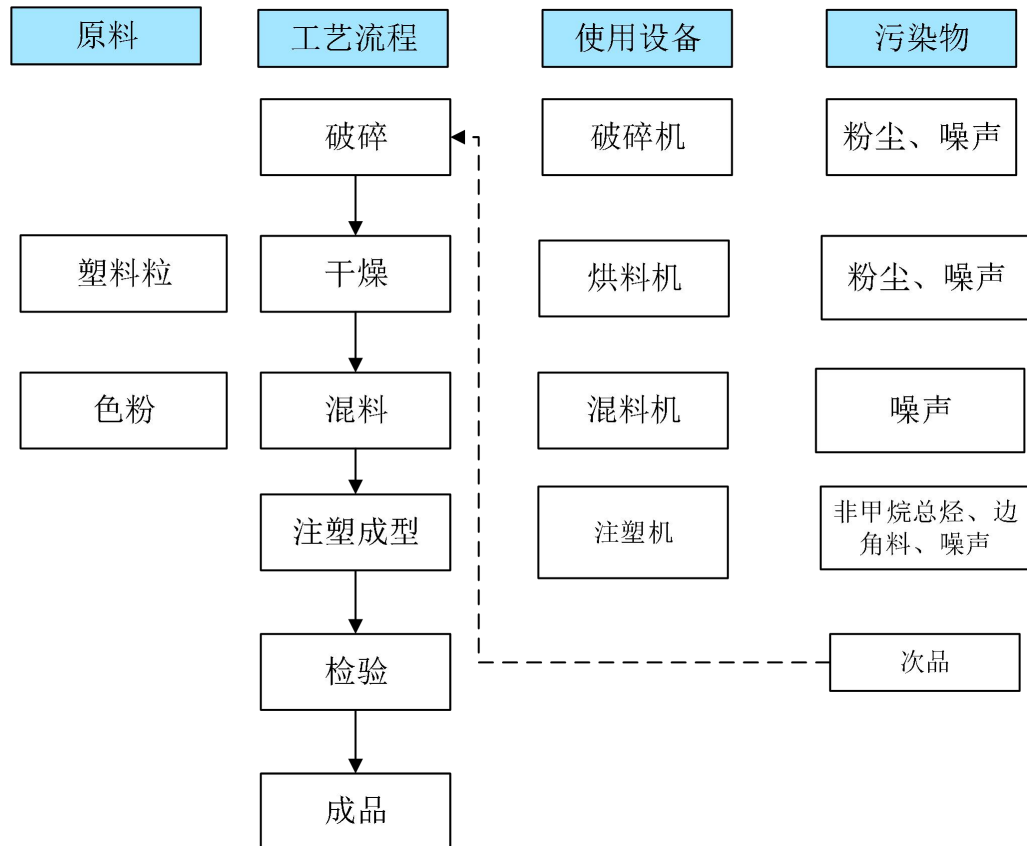 原料
工艺流程
使用设备
污染物
破碎
破碎机
粉尘、噪声
塑料粒
干燥
烘料机
粉尘、噪声
色粉
混料
混料机
噪声
注塑成型
注塑机
非甲烷总烃、边
角料、噪声
检验
次品
成品